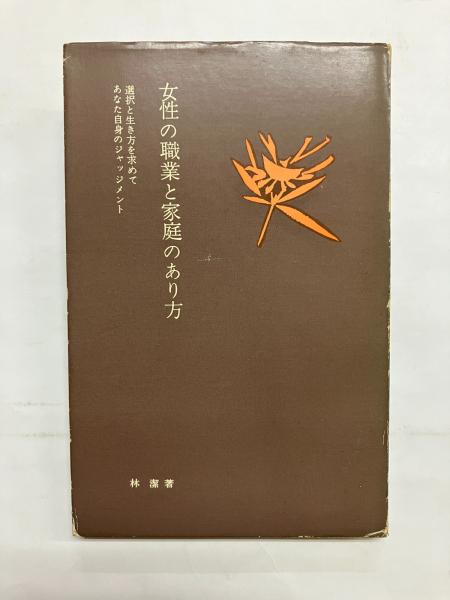 女性の職業と家庭のあり方
選択と生き方を求めて
あなた自身のジャッジメント
林 潔 著